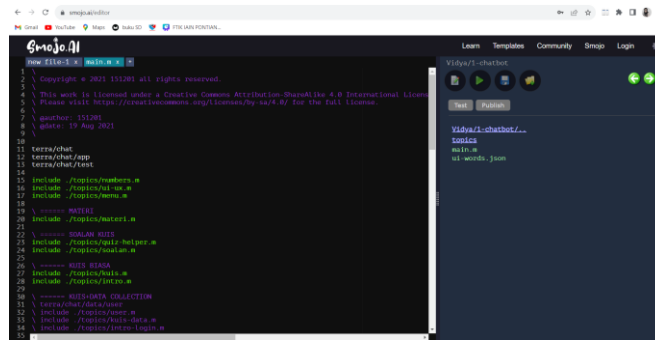 smojo.ai/editor
Gmail
YouTube
Maps
Buku SO
FTIK IAIN PONTIAN...
Smojo.AI
Learn
Templates
Community
Smojo
Login
new file-1 x
main.m x
Vidya/1-chatbot
1 \
2 \ Copyright © 2021 151201 all rights reserved.
3 \
4 \ This work is licensed under a Creative Commons Attribution-ShareAlike 4.0 International Licens
5 \ Please visit https://creativecommons.org/licenses/by-sa/4.0/ for the full license.
6 \
7 \ @author: 151201
8 \ @date: 19 Aug 2021
9 \
10
11 terra/chat
12 terra/chat/app
13 terra/chat/test
14
15 include ./topics/numbers.m
16 include ./topics/ui-ux.m
17 include ./topics/menu.m
18
19 \ ====== MATERI
20 include ./topics/materi.m
21
22 \ ====== SOALAN KUIS
23 include ./topics/quiz-helper.m
24 include ./topics/soalan.m
25
26 \ ====== KUIS BIASA
27 include ./topics/kuis.m
28 include ./topics/intro.m
29
30 \ ====== KUIS+DATA COLLECTION
31 \ terra/chat/data/user
32 \ include ./topics/user.m
33 \ include ./topics/kuis-data.m
34 \ include ./topics/intro-login.m
35
Test
Publish
Vidya/1-chatbot/..
topics
main.m
ui-words.json